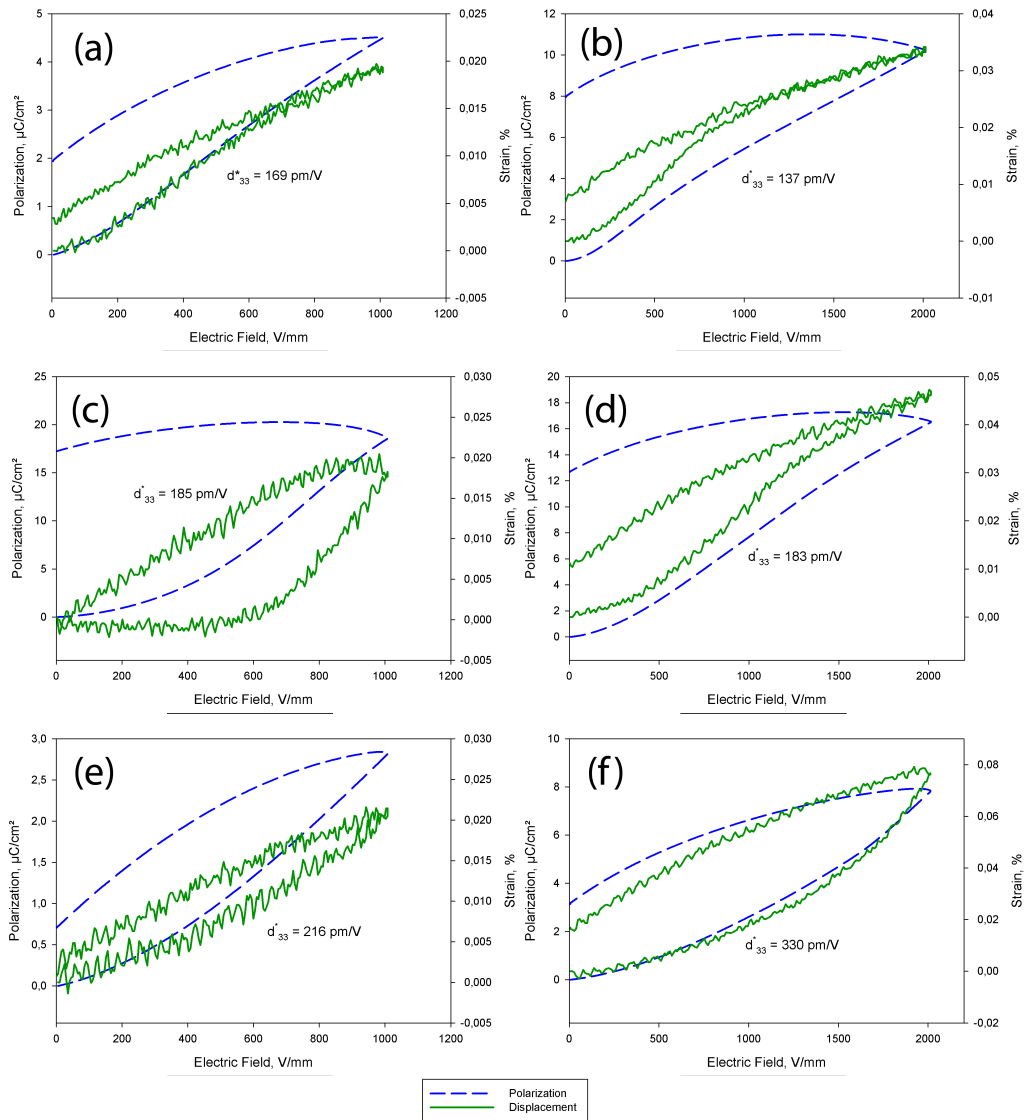 (a)
5
4
3
2
1
0
Polarization, µC/cm²
0,025
0,020
0,015
0,010
0,005
0,000
-0,005
Strain, %
d*33 = 169 pm/V
0 200 400 600 800 1000 1200
Electric Field, V/mm
(b)
12
10
8
6
4
2
0
Polarization, µC/cm²
0,04
0,03
0,02
0,01
0,00
-0,01
Strain, %
d*33 = 137 pm/V
0 500 1000 1500 2000
Electric Field, V/mm
(c)
25
20
15
10
5
0
Polarization, µC/cm²
0,030
0,025
0,020
0,015
0,010
0,005
0,000
-0,005
Strain, %
d*33 = 185 pm/V
0 200 400 600 800 1000 1200
Electric Field, V/mm
(d)
20
18
16
14
12
10
8
6
4
2
0
Polarization, µC/cm²
0,05
0,04
0,03
0,02
0,01
0,00
Strain, %
d*33 = 183 pm/V
0 500 1000 1500 2000
Electric Field, V/mm
(e)
3,0
2,5
2,0
1,5
1,0
0,5
0,0
Polarization, µC/cm²
0,030
0,025
0,020
0,015
0,010
0,005
0,000
-0,005
Strain, %
d*33 = 216 pm/V
0 200 400 600 800 1000 1200
Electric Field, V/mm
(f)
10
8
6
4
2
0
Polarization, µC/cm²
0,08
0,06
0,04
0,02
0,00
-0,02
Strain, %
d*33 = 330 pm/V
0 500 1000 1500 2000
Electric Field, V/mm
Polarization
Displacement